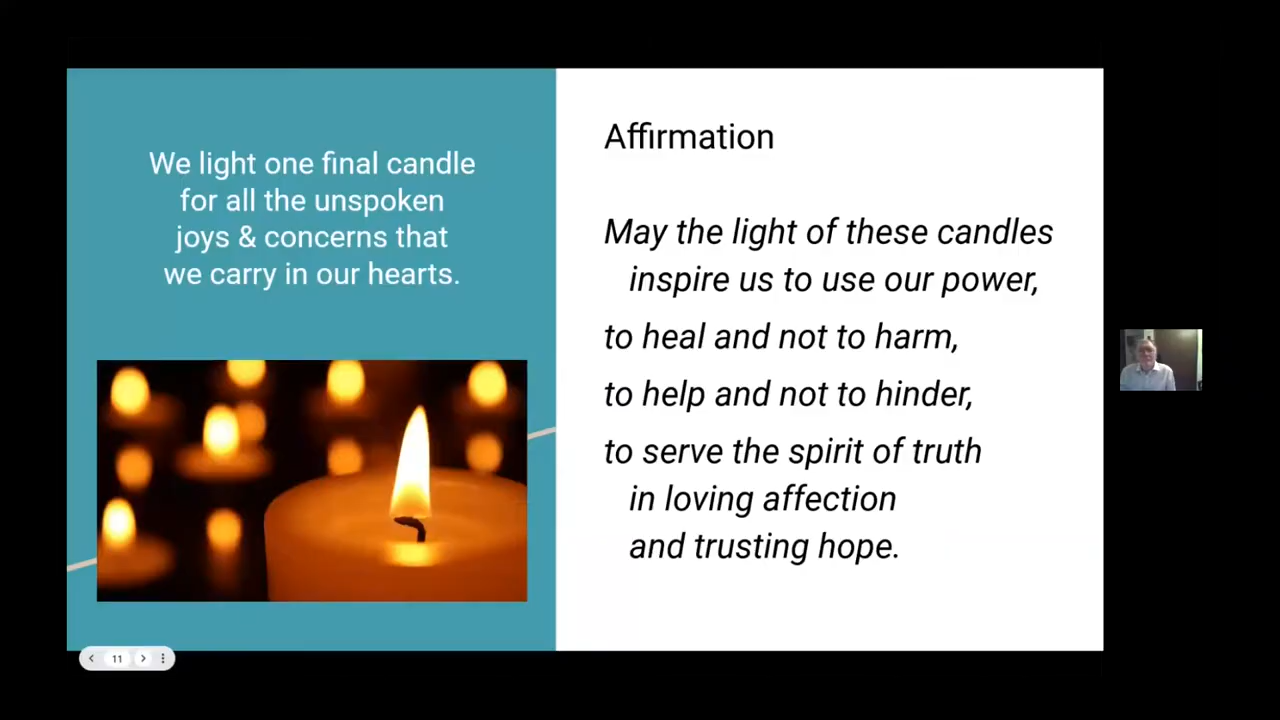 We light one final candle
for all the unspoken
joys & concerns that
we carry in our hearts.
Affirmation
May the light of these candles
inspire us to use our power,
to heal and not to harm,
to help and not to hinder,
to serve the spirit of truth
in loving affection
and trusting hope.
11